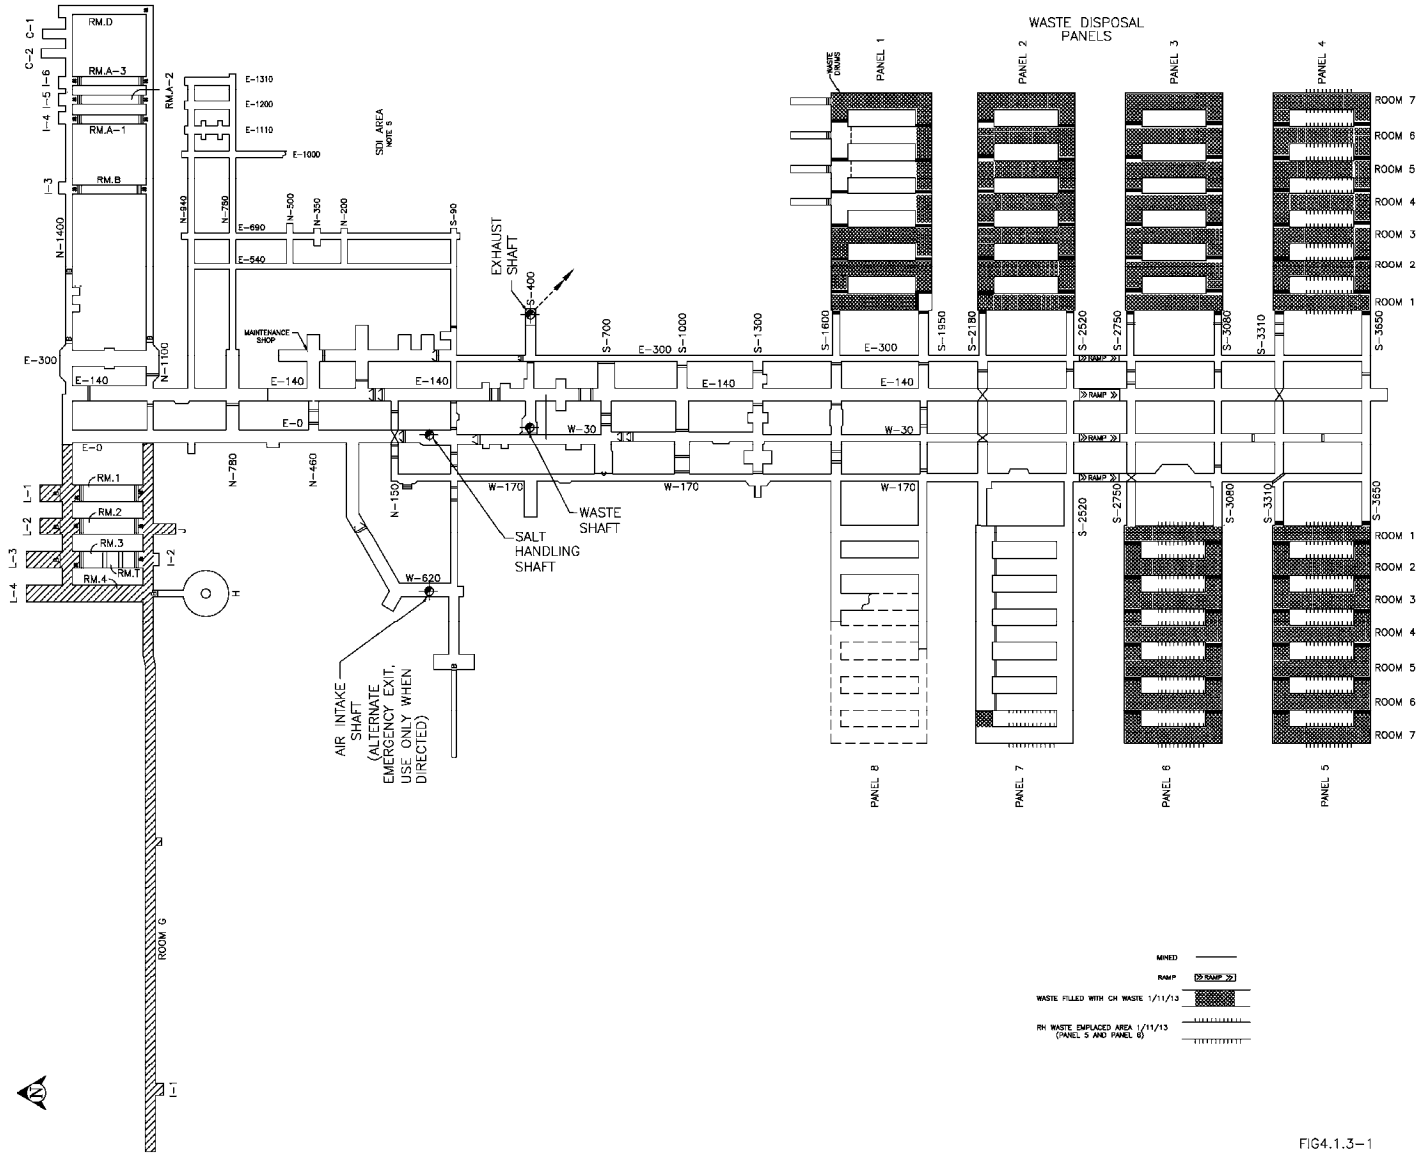 WASTE DISPOSAL
PANELS
PANEL 1
PANEL 2
PANEL 3
PANEL 4
WASTE
DRUMS
ROOM 7
ROOM 6
ROOM 5
ROOM 4
ROOM 3
ROOM 2
ROOM 1
C-1
C-2
I-6
I-5
I-4
I-3
RM.D
RM.A-3
RM.A-2
RM.A-1
RM.B
N-1400
N-1100
E-1310
E-1200
E-1110
E-1000
SDI AREA
NOTE 5
N-940
N-780
N-500
N-350
N-200
S-90
E-690
E-540
EXHAUST
SHAFT
S-400
MAINTENANCE
SHOP
S-700
S-1000
S-1300
S-1600
S-1950
S-2180
S-2520
S-2750
S-3080
S-3310
S-3650
E-300
E-300
E-300
E-140
E-140
E-140
E-140
E-140
RAMP
RAMP
RAMP
RAMP
E-0
E-0
W-30
W-30
N-780
N-460
N-150
W-170
W-170
W-170
S-2520
S-2750
S-3080
S-3310
S-3650
WASTE
SHAFT
SALT
HANDLING
SHAFT
L-1
L-2
L-3
L-4
RM.1
RM.2
RM.3
RM.T
RM.4
J
I-2
H
W-620
AIR INTAKE
SHAFT
(ALTERNATE
EMERGENCY EXIT,
USE ONLY WHEN
DIRECTED)
ROOM 1
ROOM 2
ROOM 3
ROOM 4
ROOM 5
ROOM 6
ROOM 7
PANEL 8
PANEL 7
PANEL 6
PANEL 5
ROOM G
I-1
N
MINED
RAMP
RAMP
WASTE FILLED WITH CH WASTE 1/11/13
RH WASTE EMPLACED AREA 1/11/13
(PANEL 5 AND PANEL 6)
FIG4.1.3-1